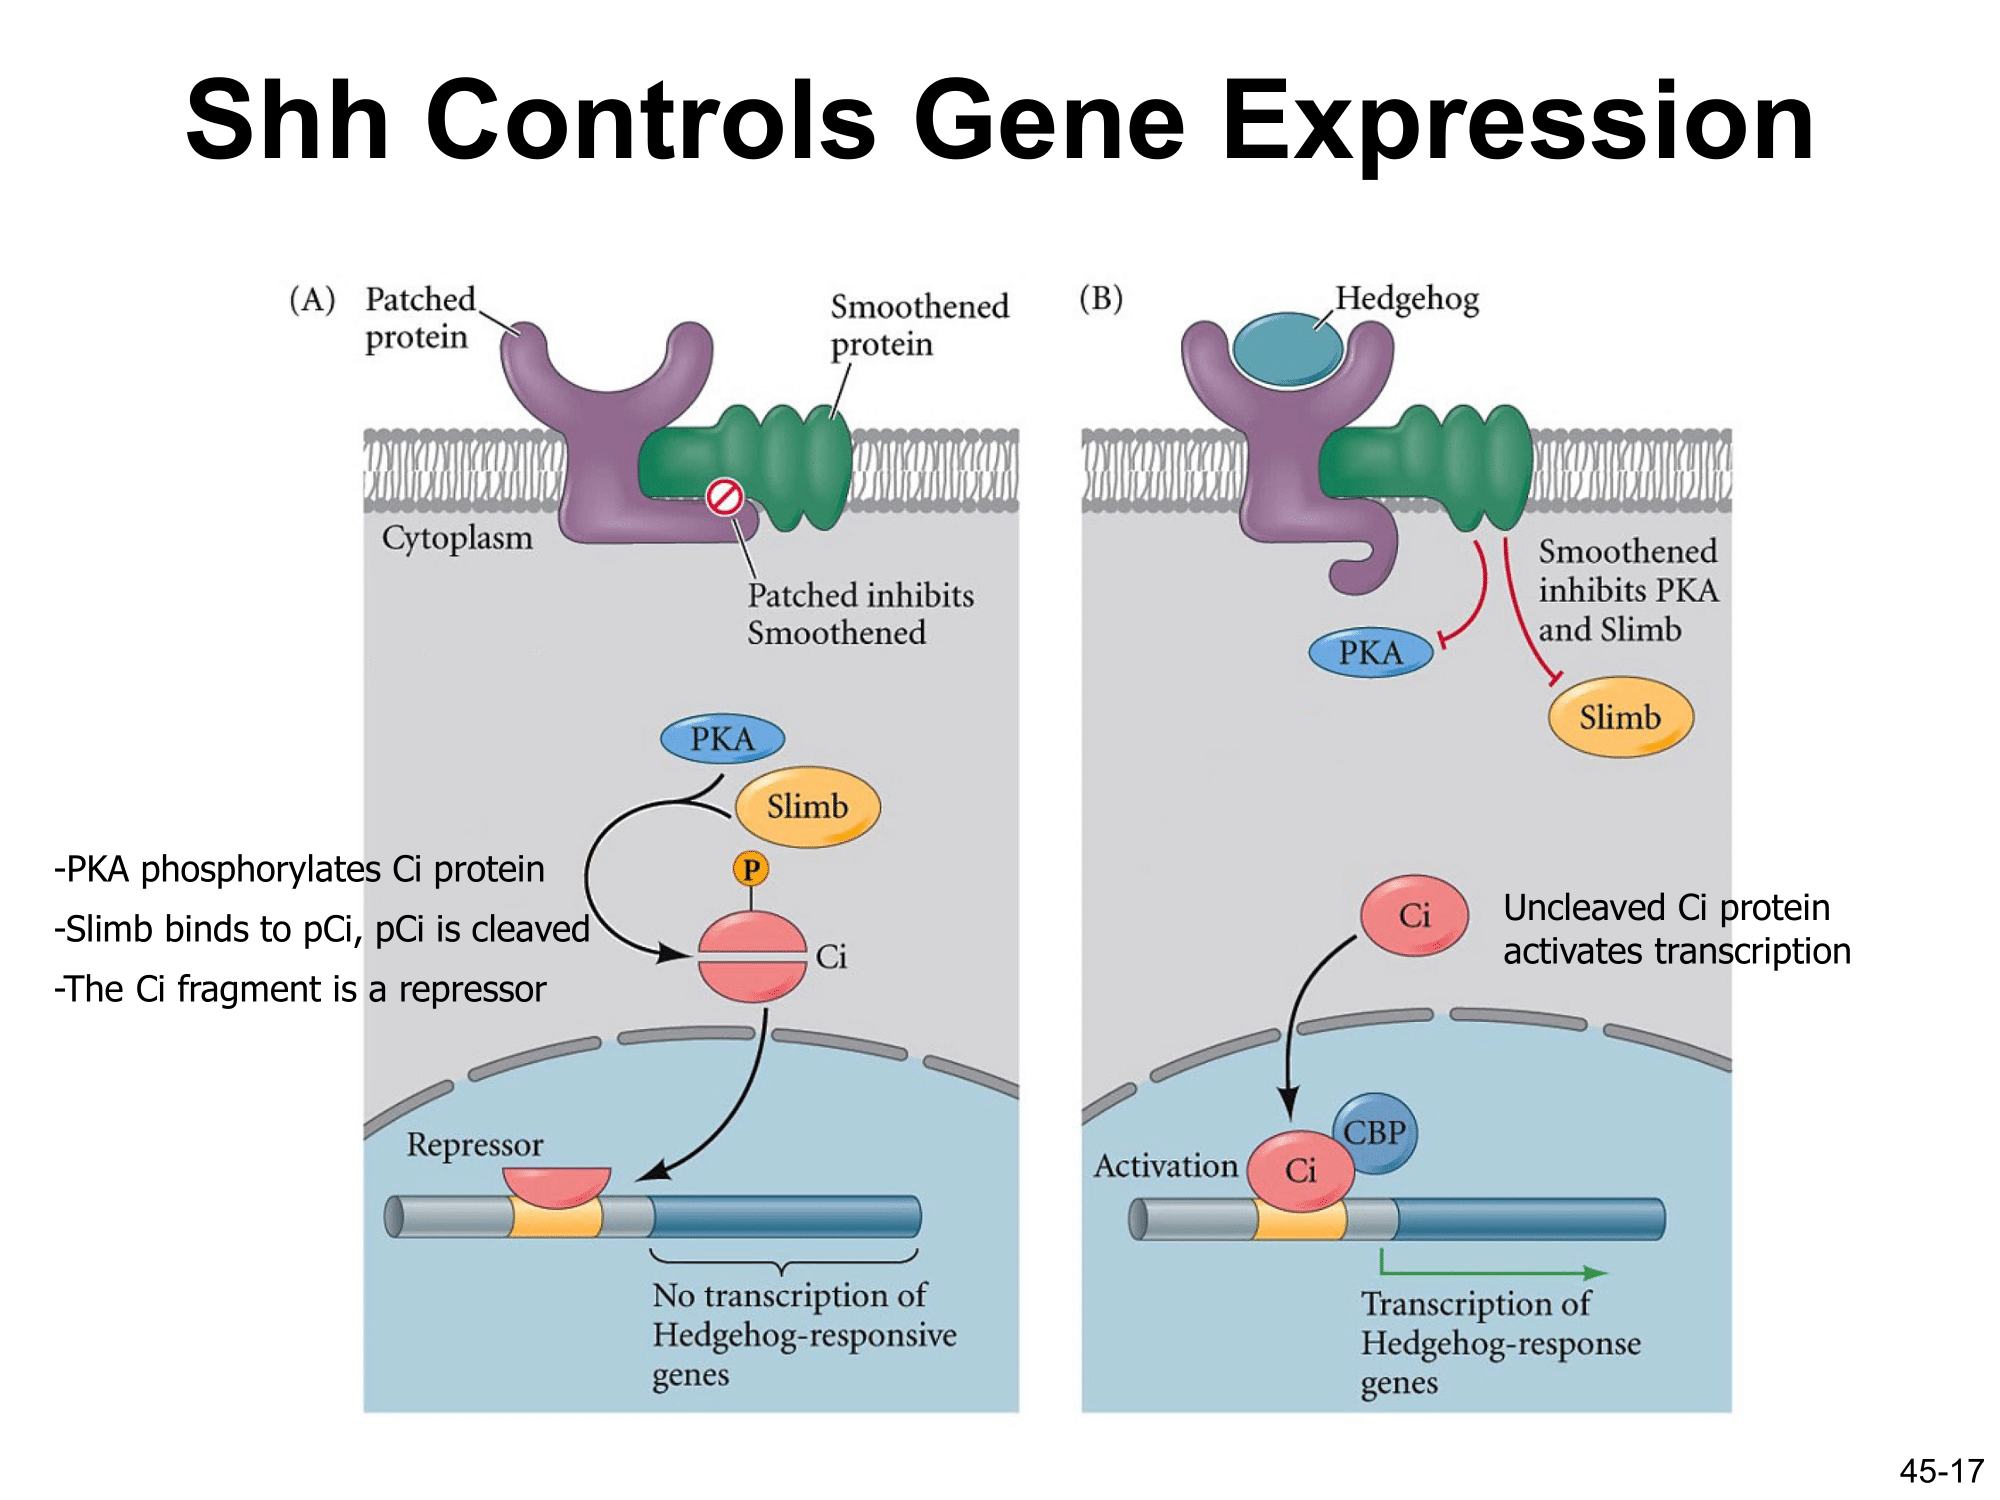 Shh Controls Gene Expression
(A)
Patched
protein
Smoothened
protein
Cytoplasm
Patched inhibits
Smoothened
PKA
Slimb
P
Ci
-PKA phosphorylates Ci protein
-Slimb binds to pCi, pCi is cleaved
-The Ci fragment is a repressor
Repressor
No transcription of
Hedgehog-responsive
genes
(B)
Hedgehog
Smoothened
inhibits PKA
and Slimb
PKA
Slimb
Ci
Uncleaved Ci protein
activates transcription
CBP
Activation
Ci
Transcription of
Hedgehog-response
genes
45-17